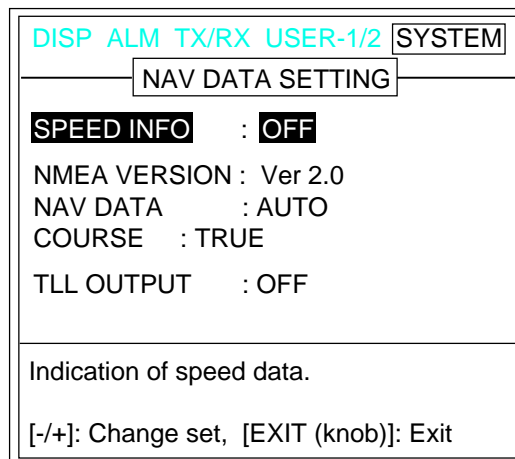 DISP ALM TX/RX USER-1/2 SYSTEM
NAV DATA SETTING
SPEED INFO : OFF
NMEA VERSION : Ver 2.0
NAV DATA : AUTO
COURSE : TRUE
TLL OUTPUT : OFF
Indication of speed data.
[-/+]: Change set, [EXIT (knob)]: Exit